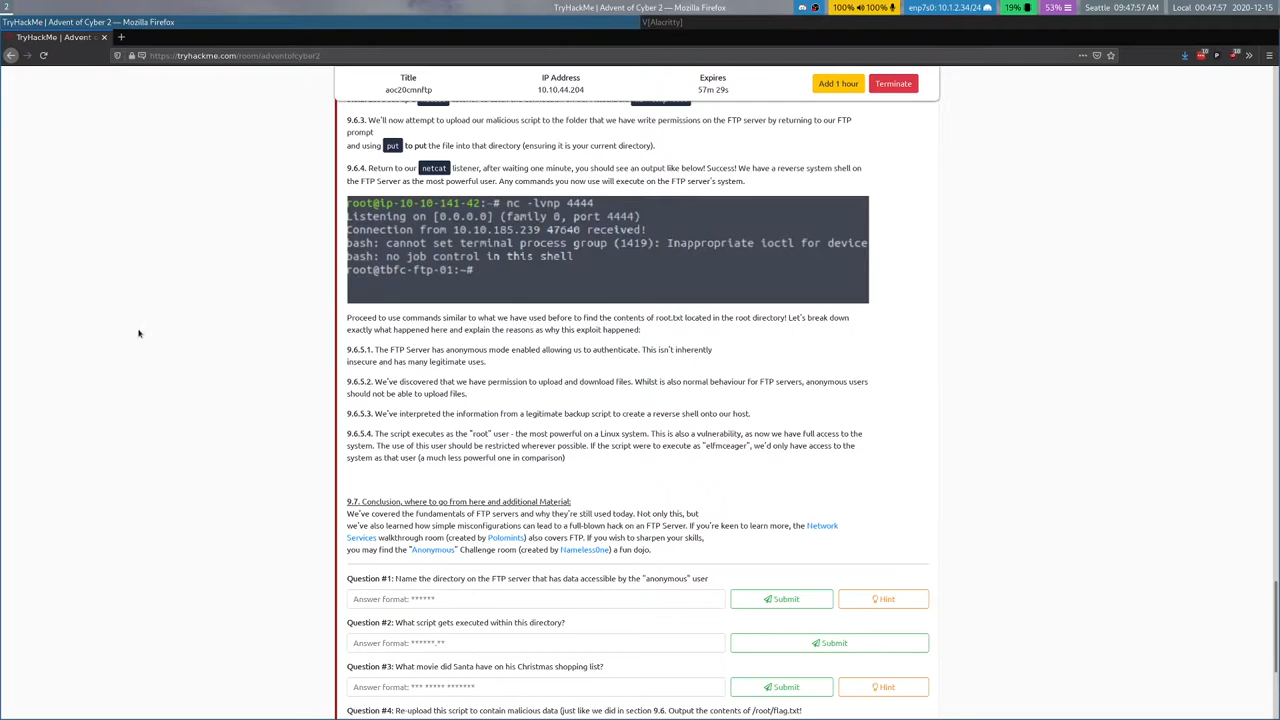 2
TryHackMe | Advent of Cyber 2 — Mozilla Firefox
100% 100% enp7s0: 10.1.2.34/24 19% 53% Seattle 09:47:57 AM Local 00:47:57 2020-12-15
TryHackMe | Advent of Cyber 2 — Mozilla Firefox
V[Alacritty]
TryHackMe | Advent
https://tryhackme.com/room/adventofcyber2
Title IP Address Expires
aoc20cmnftp 10.10.44.204 57m 29s
Add 1 hour Terminate
9.6.3. We'll now attempt to upload our malicious script to the folder that we have write permissions on the FTP server by returning to our FTP
prompt
and using put to put the file into that directory (ensuring it is your current directory).
9.6.4. Return to our netcat listener, after waiting one minute, you should see an output like below! Success! We have a reverse system shell on
the FTP Server as the most powerful user. Any commands you now use will execute on the FTP server's system.
root@ip-10-10-141-42:~# nc -lvnp 4444
Listening on [0.0.0.0] (family 0, port 4444)
Connection from 10.10.185.239 47640 received!
bash: cannot set terminal process group (1419): Inappropriate ioctl for device
bash: no job control in this shell
root@tbfc-ftp-01:~#
Proceed to use commands similar to what we have used before to find the contents of root.txt located in the root directory! Let's break down
exactly what happened here and explain the reasons as why this exploit happened:
9.6.5.1. The FTP Server has anonymous mode enabled allowing us to authenticate. This isn't inherently
insecure and has many legitimate uses.
9.6.5.2. We've discovered that we have permission to upload and download files. Whilst is also normal behaviour for FTP servers, anonymous users
should not be able to upload files.
9.6.5.3. We've interpreted the information from a legitimate backup script to create a reverse shell onto our host.
9.6.5.4. The script executes as the "root" user - the most powerful on a Linux system. This is also a vulnerability, as now we have full access to the
system. The use of this user should be restricted wherever possible. If the script were to execute as "elfmceager", we'd only have access to the
system as that user (a much less powerful one in comparison)
9.7. Conclusion, where to go from here and additional Material:
We've covered the fundamentals of FTP servers and why they're still used today. Not only this, but
we've also learned how simple misconfigurations can lead to a full-blown hack on an FTP Server. If you're keen to learn more, the Network
Services walkthrough room (created by Polomints) also covers FTP. If you wish to sharpen your skills,
you may find the "Anonymous" Challenge room (created by Nameless0ne) a fun dojo.
Question #1: Name the directory on the FTP server that has data accessible by the "anonymous" user
Answer format: ****** Submit Hint
Question #2: What script gets executed within this directory?
Answer format: ******.** Submit
Question #3: What movie did Santa have on his Christmas shopping list?
Answer format: *** ***** ******* Submit Hint
Question #4: Re-upload this script to contain malicious data (just like we did in section 9.6. Output the contents of /root/flag.txt!